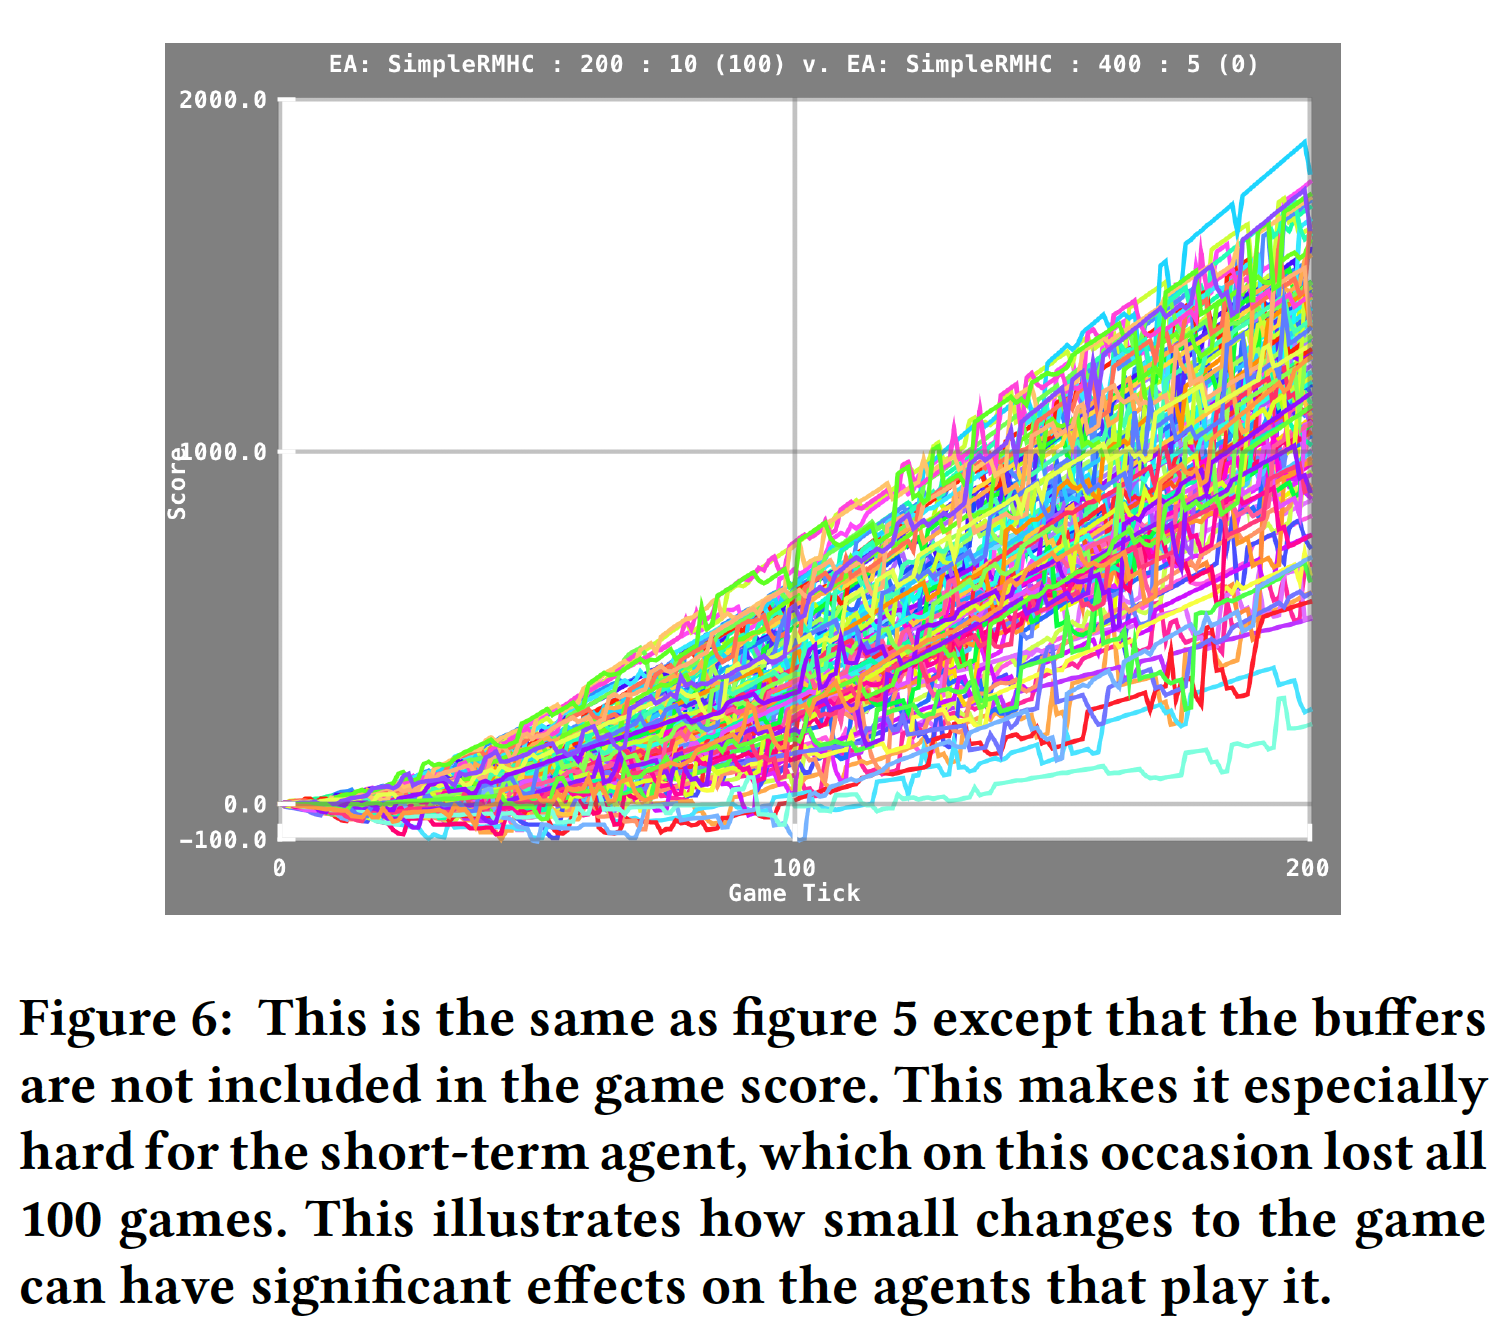 EA: SimpleRMHC : 200 : 10 (100) v. EA: SimpleRMHC : 400 : 5 (0)
2000.0
1000.0
Score
0.0
−100.0
0
100
200
Game Tick
Figure 6: This is the same as figure 5 except that the buffers
are not included in the game score. This makes it especially
hard for the short-term agent, which on this occasion lost all
100 games. This illustrates how small changes to the game
can have significant effects on the agents that play it.